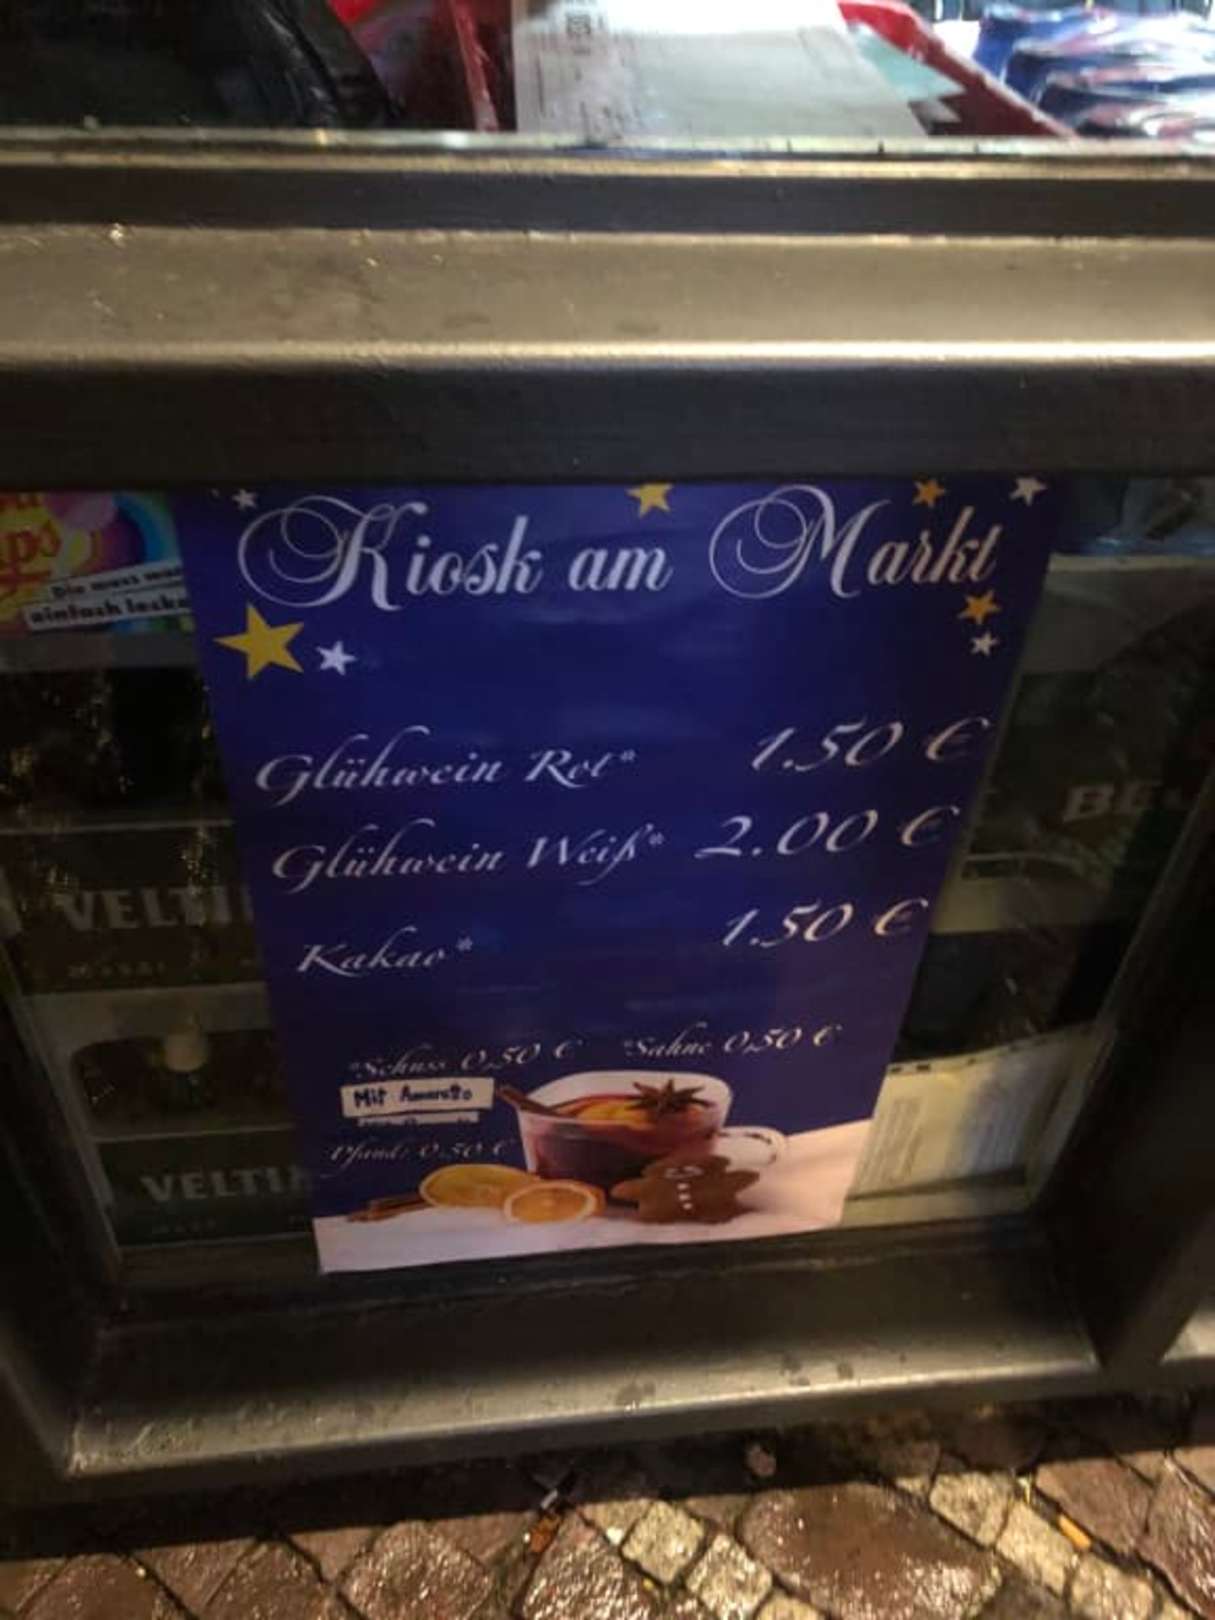 Kiosk am Markt
Glühwein Rot* 1.50 €
Glühwein Weiß* 2.00 €
Kakao* 1.50 €
*Schuss 0,50 € *Sahne 0,50 €
Mit Amaretto
Pfand: 0.50 €
einfach
VELTI
VELTI